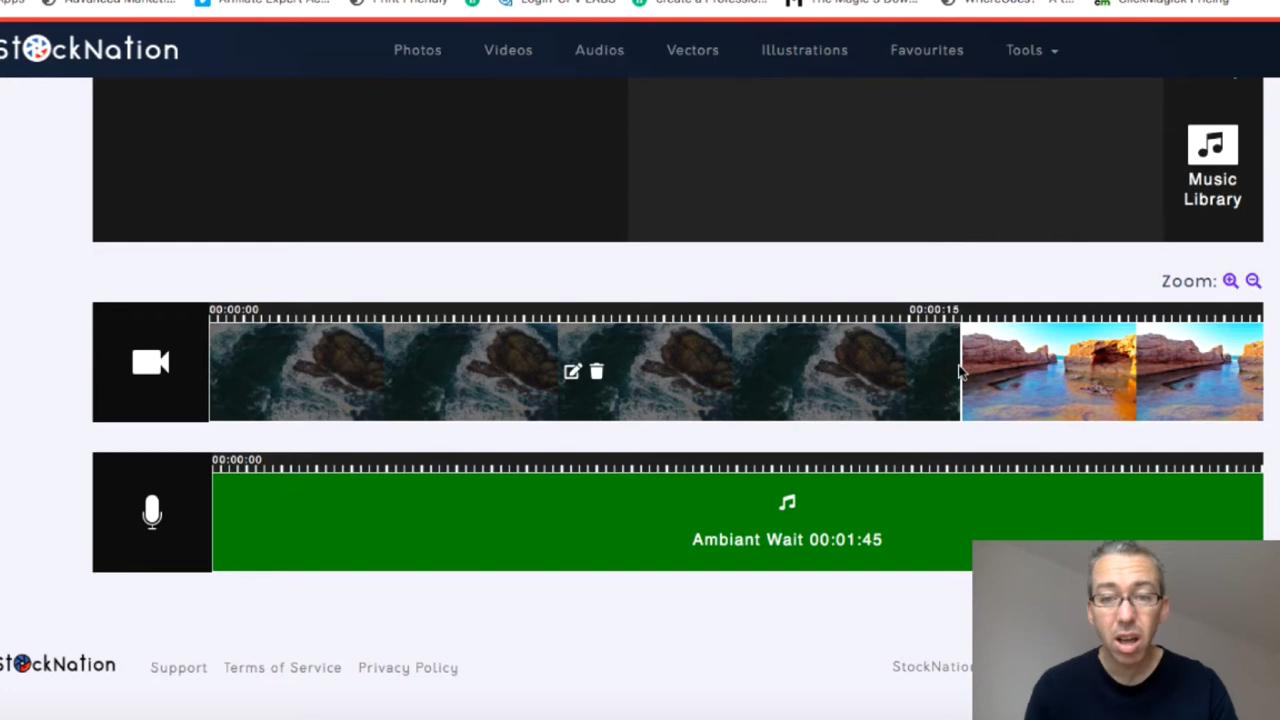 StockNation
Photos
Videos
Audios
Vectors
Illustrations
Favourites
Tools
Music
Library
Zoom:
00:00:00
00:00:15
00:00:00
Ambiant Wait 00:01:45
StockNation
Support
Terms of Service
Privacy Policy